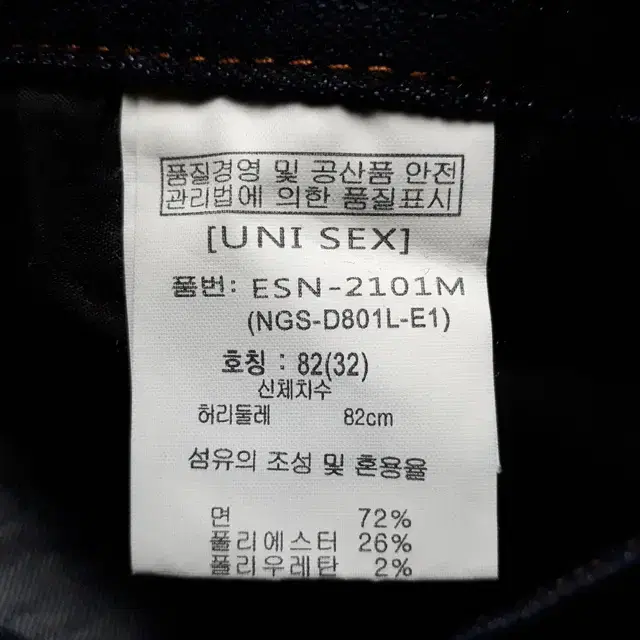 품질경영 및 공산품 안전
관리법에 의한 품질표시
[UNI SEX]
품번: ESN-2101M
(NGS-D801L-E1)
호칭 : 82(32)
신체치수
허리둘레 82cm
섬유의 조성 및 혼용율
면 72%
폴리에스터 26%
폴리우레탄 2%